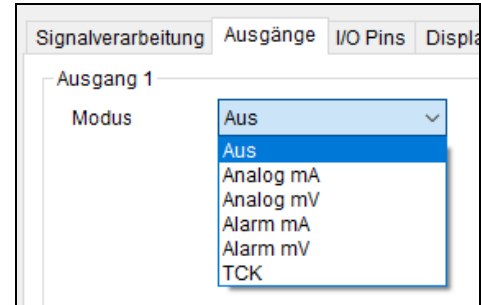 Signalverarbeitung Ausgänge I/O Pins Displa
Ausgang 1
Modus Aus
Aus
Analog mA
Analog mV
Alarm mA
Alarm mV
TCK